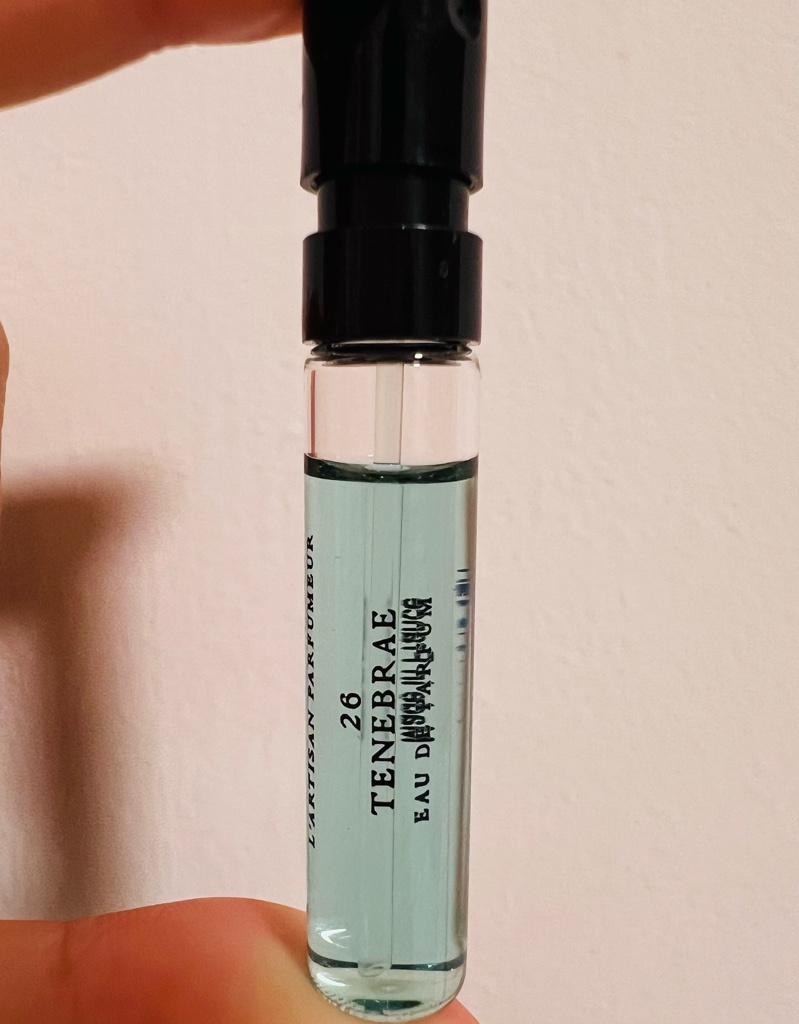 L'ARTISAN PARFUMEUR
26
TENEBRAE
EAU DE PARFUM